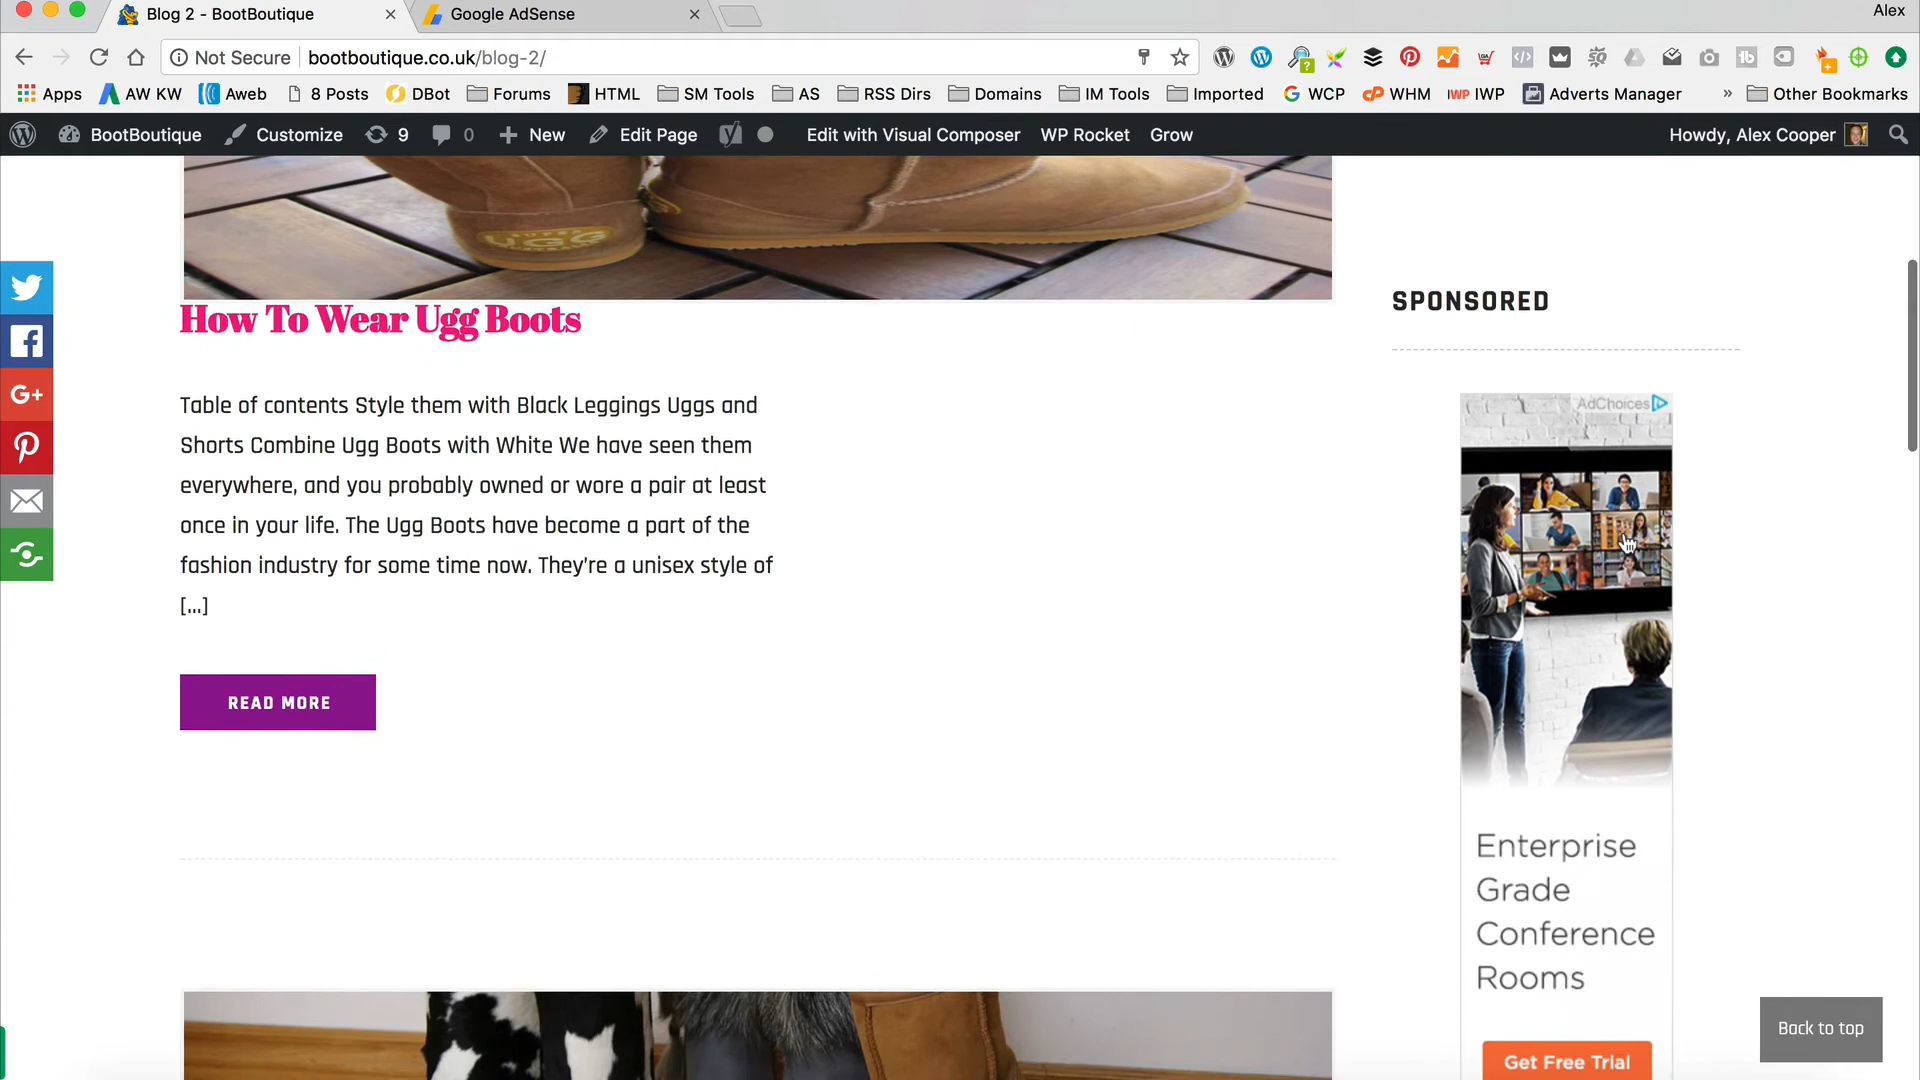 Blog 2 - BootBoutique
Google AdSense
Alex
Not Secure
bootboutique.co.uk/blog-2/
Apps
AW KW
Aweb
8 Posts
DBot
Forums
HTML
SM Tools
AS
RSS Dirs
Domains
IM Tools
Imported
WCP
WHM
IWP IWP
Adverts Manager
»
Other Bookmarks
BootBoutique
Customize
9
0
New
Edit Page
Edit with Visual Composer
WP Rocket
Grow
Howdy, Alex Cooper
UGG
How To Wear Ugg Boots
Table of contents Style them with Black Leggings Uggs and
Shorts Combine Ugg Boots with White We have seen them
everywhere, and you probably owned or wore a pair at least
once in your life. The Ugg Boots have become a part of the
fashion industry for some time now. They're a unisex style of
[...]
READ MORE
SPONSORED
AdChoices
Enterprise
Grade
Conference
Rooms
Get Free Trial
Back to top